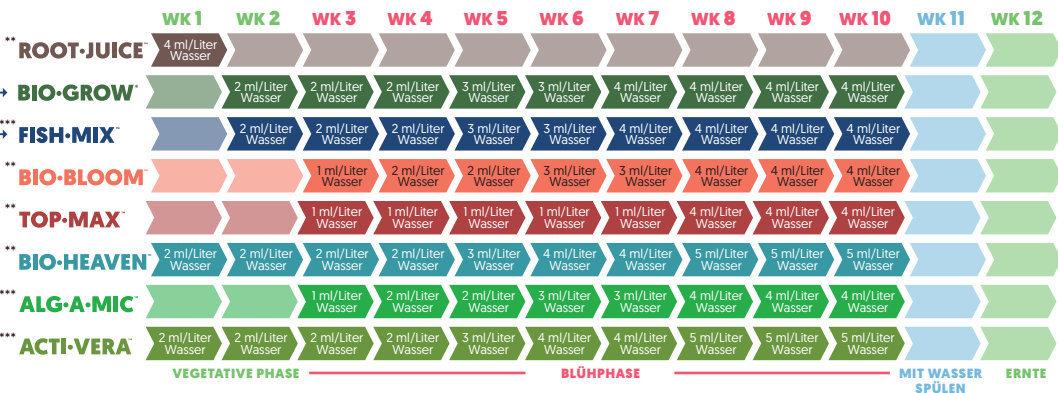 WK 1 WK 2 WK 3 WK 4 WK 5 WK 6 WK 7 WK 8 WK 9 WK 10 WK 11 WK 12
** ROOT·JUICE™ 4 ml/Liter
Wasser
→ BIO·GROW® 2 ml/Liter 2 ml/Liter 2 ml/Liter 3 ml/Liter 3 ml/Liter 4 ml/Liter 4 ml/Liter 4 ml/Liter 4 ml/Liter
Wasser Wasser Wasser Wasser Wasser Wasser Wasser Wasser Wasser
***
→ FISH·MIX™ 2 ml/Liter 2 ml/Liter 2 ml/Liter 3 ml/Liter 3 ml/Liter 4 ml/Liter 4 ml/Liter 4 ml/Liter 4 ml/Liter
Wasser Wasser Wasser Wasser Wasser Wasser Wasser Wasser Wasser
** BIO·BLOOM™ 1 ml/Liter 2 ml/Liter 2 ml/Liter 3 ml/Liter 3 ml/Liter 4 ml/Liter 4 ml/Liter 4 ml/Liter
Wasser Wasser Wasser Wasser Wasser Wasser Wasser Wasser
** TOP·MAX™ 1 ml/Liter 1 ml/Liter 1 ml/Liter 1 ml/Liter 1 ml/Liter 4 ml/Liter 4 ml/Liter 4 ml/Liter
Wasser Wasser Wasser Wasser Wasser Wasser Wasser Wasser
** BIO·HEAVEN™ 2 ml/Liter 2 ml/Liter 2 ml/Liter 2 ml/Liter 3 ml/Liter 4 ml/Liter 4 ml/Liter 5 ml/Liter 5 ml/Liter 5 ml/Liter
Wasser Wasser Wasser Wasser Wasser Wasser Wasser Wasser Wasser Wasser
*** ALG·A·MIC™ 1 ml/Liter 2 ml/Liter 2 ml/Liter 3 ml/Liter 3 ml/Liter 4 ml/Liter 4 ml/Liter 4 ml/Liter
Wasser Wasser Wasser Wasser Wasser Wasser Wasser Wasser
*** ACTI·VERA™ 2 ml/Liter 2 ml/Liter 2 ml/Liter 2 ml/Liter 3 ml/Liter 4 ml/Liter 4 ml/Liter 5 ml/Liter 5 ml/Liter 5 ml/Liter
Wasser Wasser Wasser Wasser Wasser Wasser Wasser Wasser Wasser Wasser
VEGETATIVE PHASE BLÜHPHASE MIT WASSER ERNTE
SPÜLEN